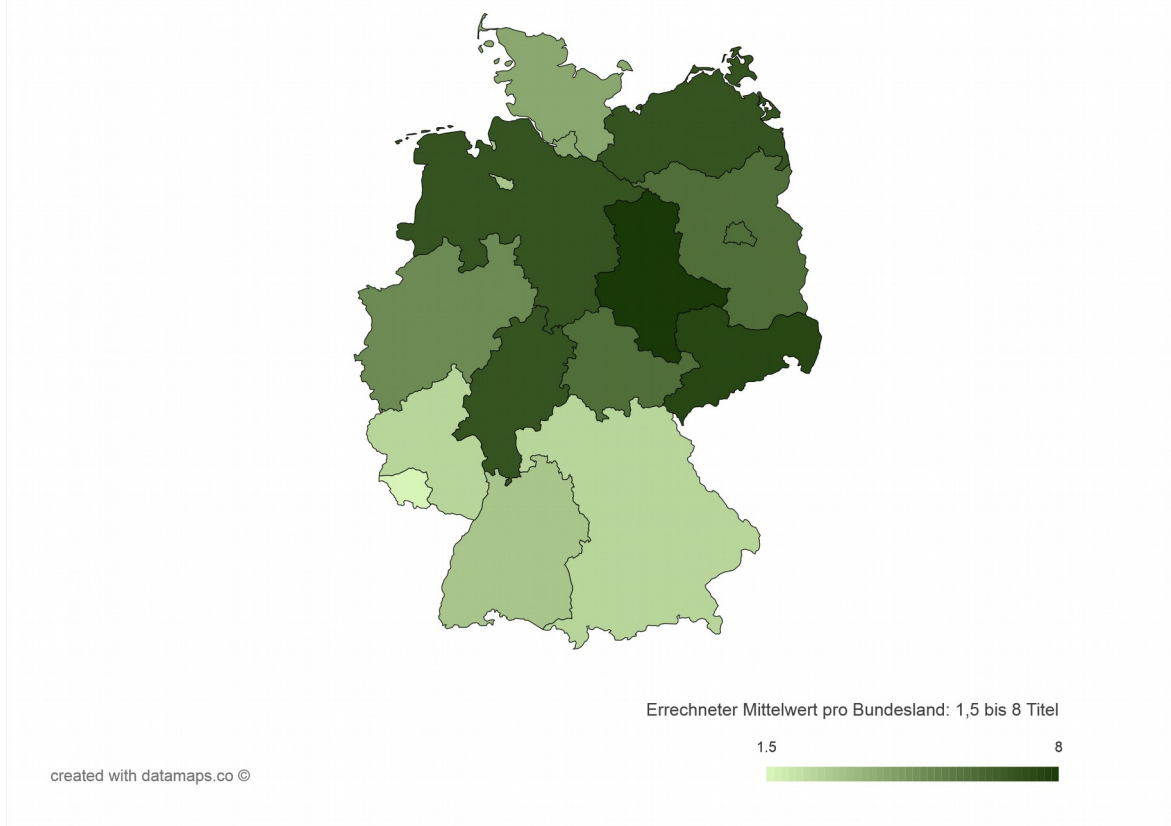 Errechneter Mittelwert pro Bundesland: 1,5 bis 8 Titel
1.5 8
created with datamaps.co ©